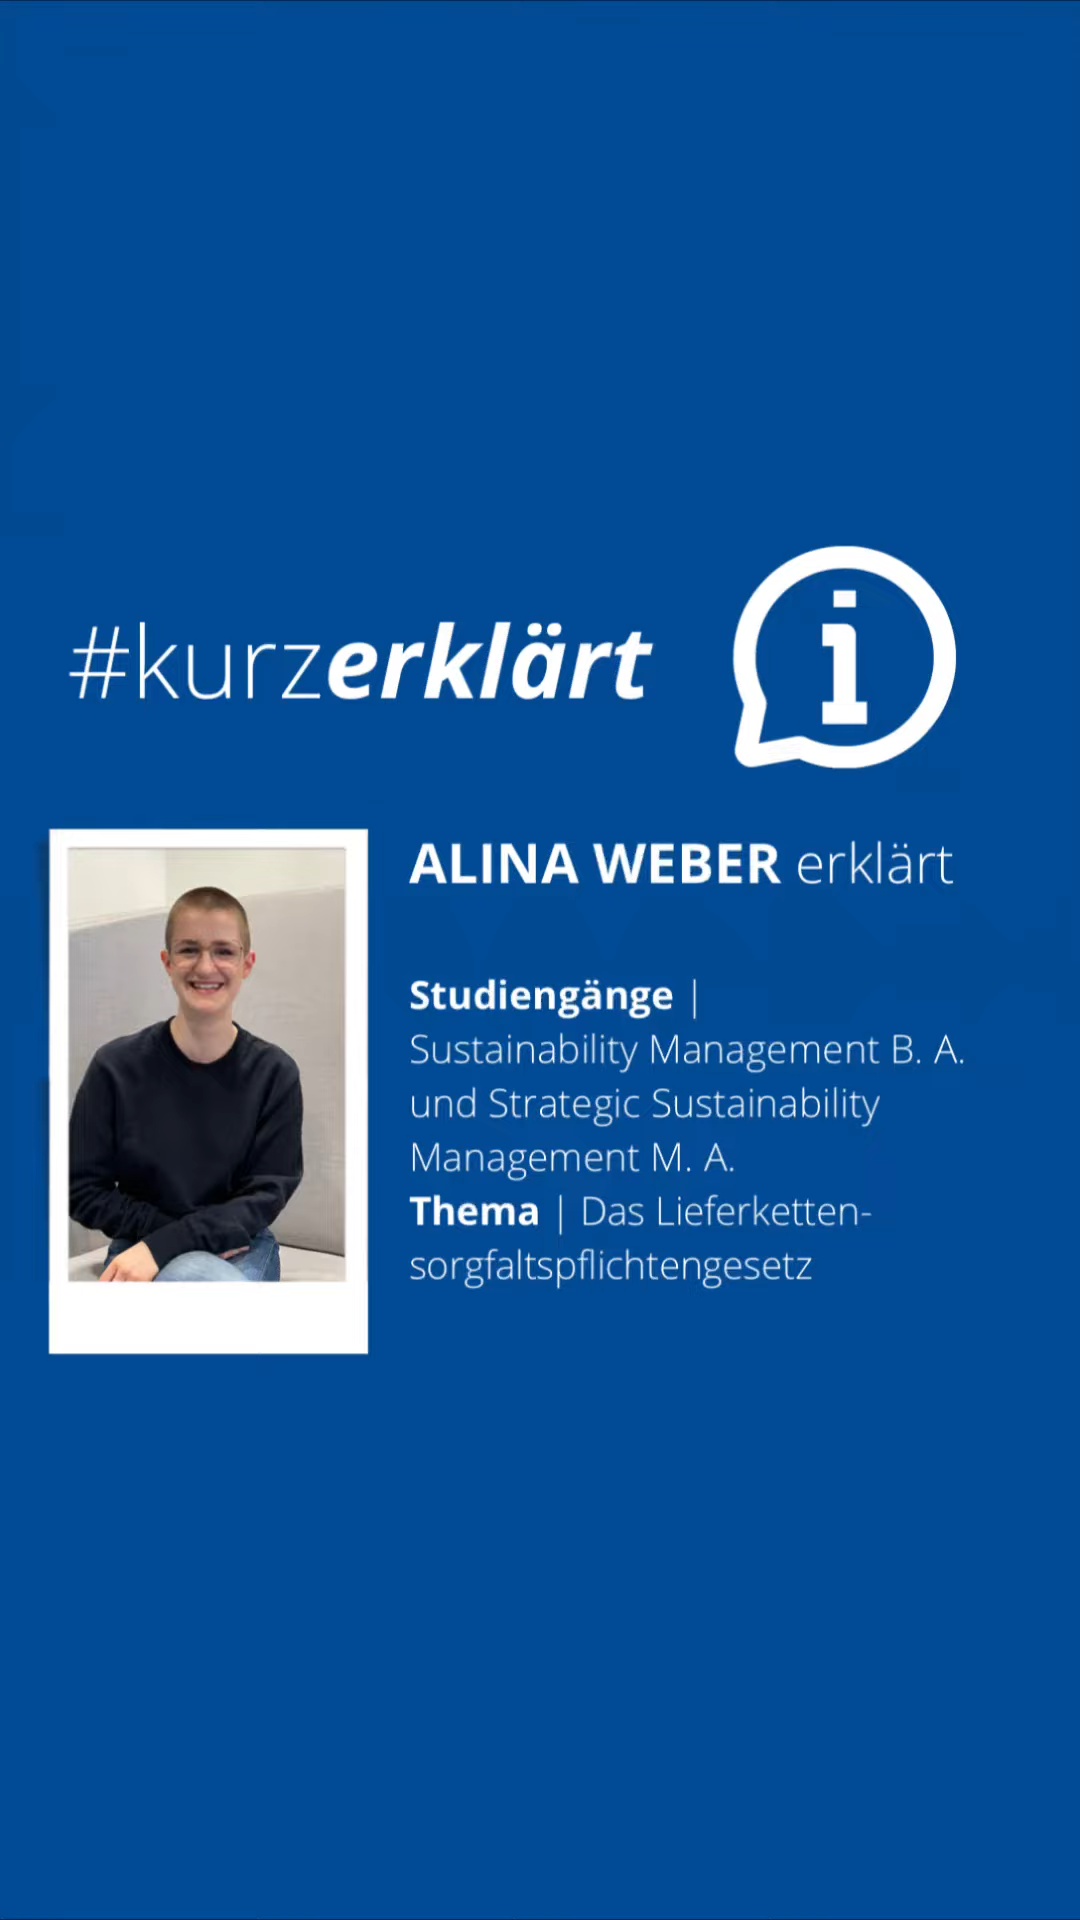 #kurzerklärt
i
ALINA WEBER erklärt
Studiengänge |
Sustainability Management B. A.
und Strategic Sustainability
Management M. A.
Thema | Das Lieferketten-
sorgfaltspflichtengesetz